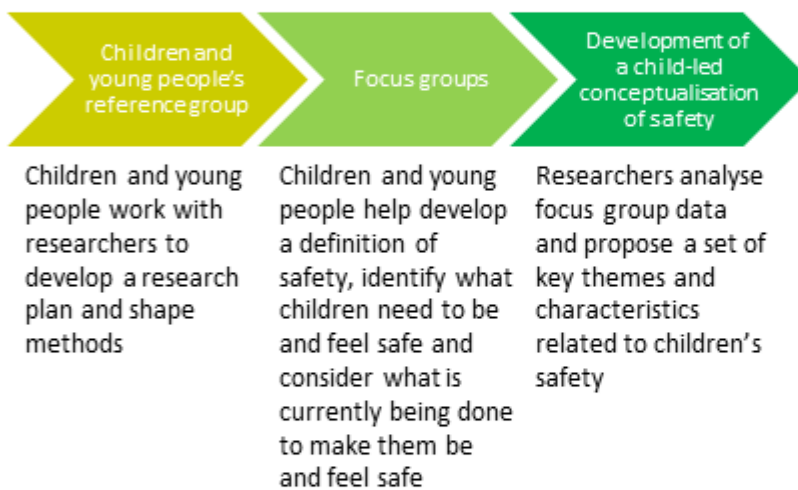 Children and
young people's
reference group
Children and young
people work with
researchers to
develop a research
plan and shape
methods
Focus groups
Children and young
people help develop
a definition of
safety, identify what
children need to be
and feel safe and
consider what is
currently being done
to make them be
and feel safe
Development of
a child-led
conceptualisation
of safety
Researchers analyse
focus group data
and propose a set of
key themes and
characteristics
related to children's
safety